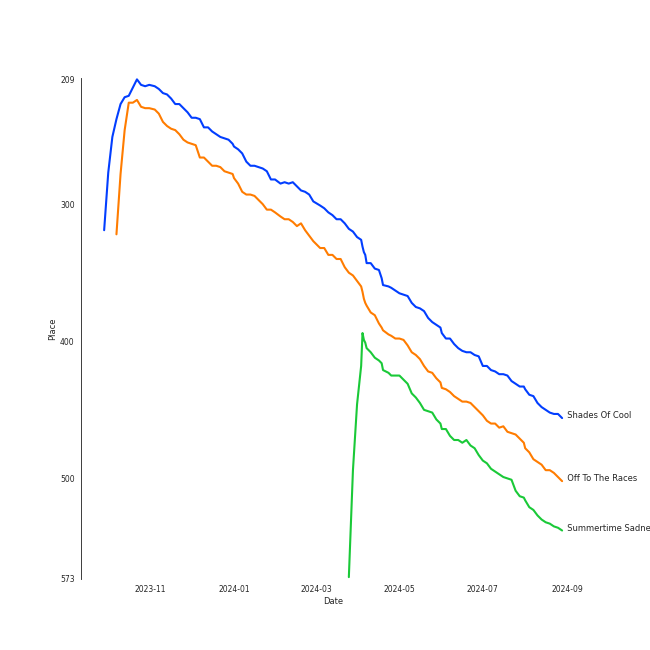 209
300
400
500
573
Place
2023-11
2024-01
2024-03
2024-05
2024-07
2024-09
Date
Shades Of Cool
Off To The Races
Summertime Sadne